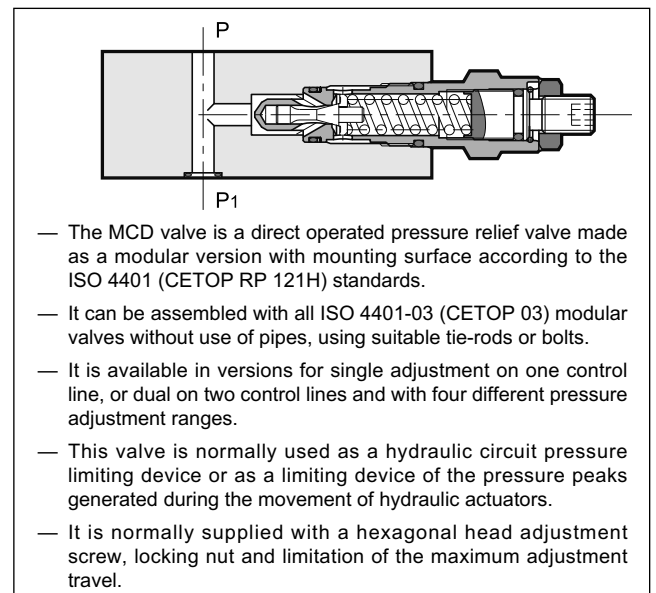 P
P1
— The MCD valve is a direct operated pressure relief valve made
as a modular version with mounting surface according to the
ISO 4401 (CETOP RP 121H) standards.
— It can be assembled with all ISO 4401-03 (CETOP 03) modular
valves without use of pipes, using suitable tie-rods or bolts.
— It is available in versions for single adjustment on one control
line, or dual on two control lines and with four different pressure
adjustment ranges.
— This valve is normally used as a hydraulic circuit pressure
limiting device or as a limiting device of the pressure peaks
generated during the movement of hydraulic actuators.
— It is normally supplied with a hexagonal head adjustment
screw, locking nut and limitation of the maximum adjustment
travel.